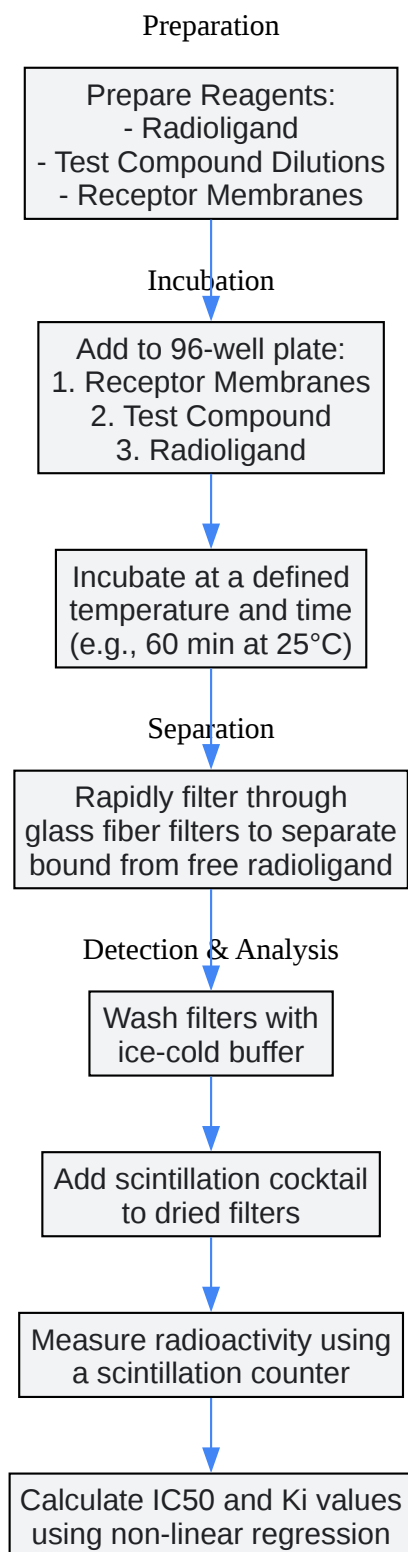 Preparation
Prepare Reagents:
- Radioligand
- Test Compound Dilutions
- Receptor Membranes
Incubation
Add to 96-well plate:
1. Receptor Membranes
2. Test Compound
3. Radioligand
Incubate at a defined
temperature and time
(e.g., 60 min at 25°C)
Separation
Rapidly filter through
glass fiber filters to separate
bound from free radioligand
Detection & Analysis
Wash filters with
ice-cold buffer
Add scintillation cocktail
to dried filters
Measure radioactivity using
a scintillation counter
Calculate IC50 and Ki values
using non-linear regression